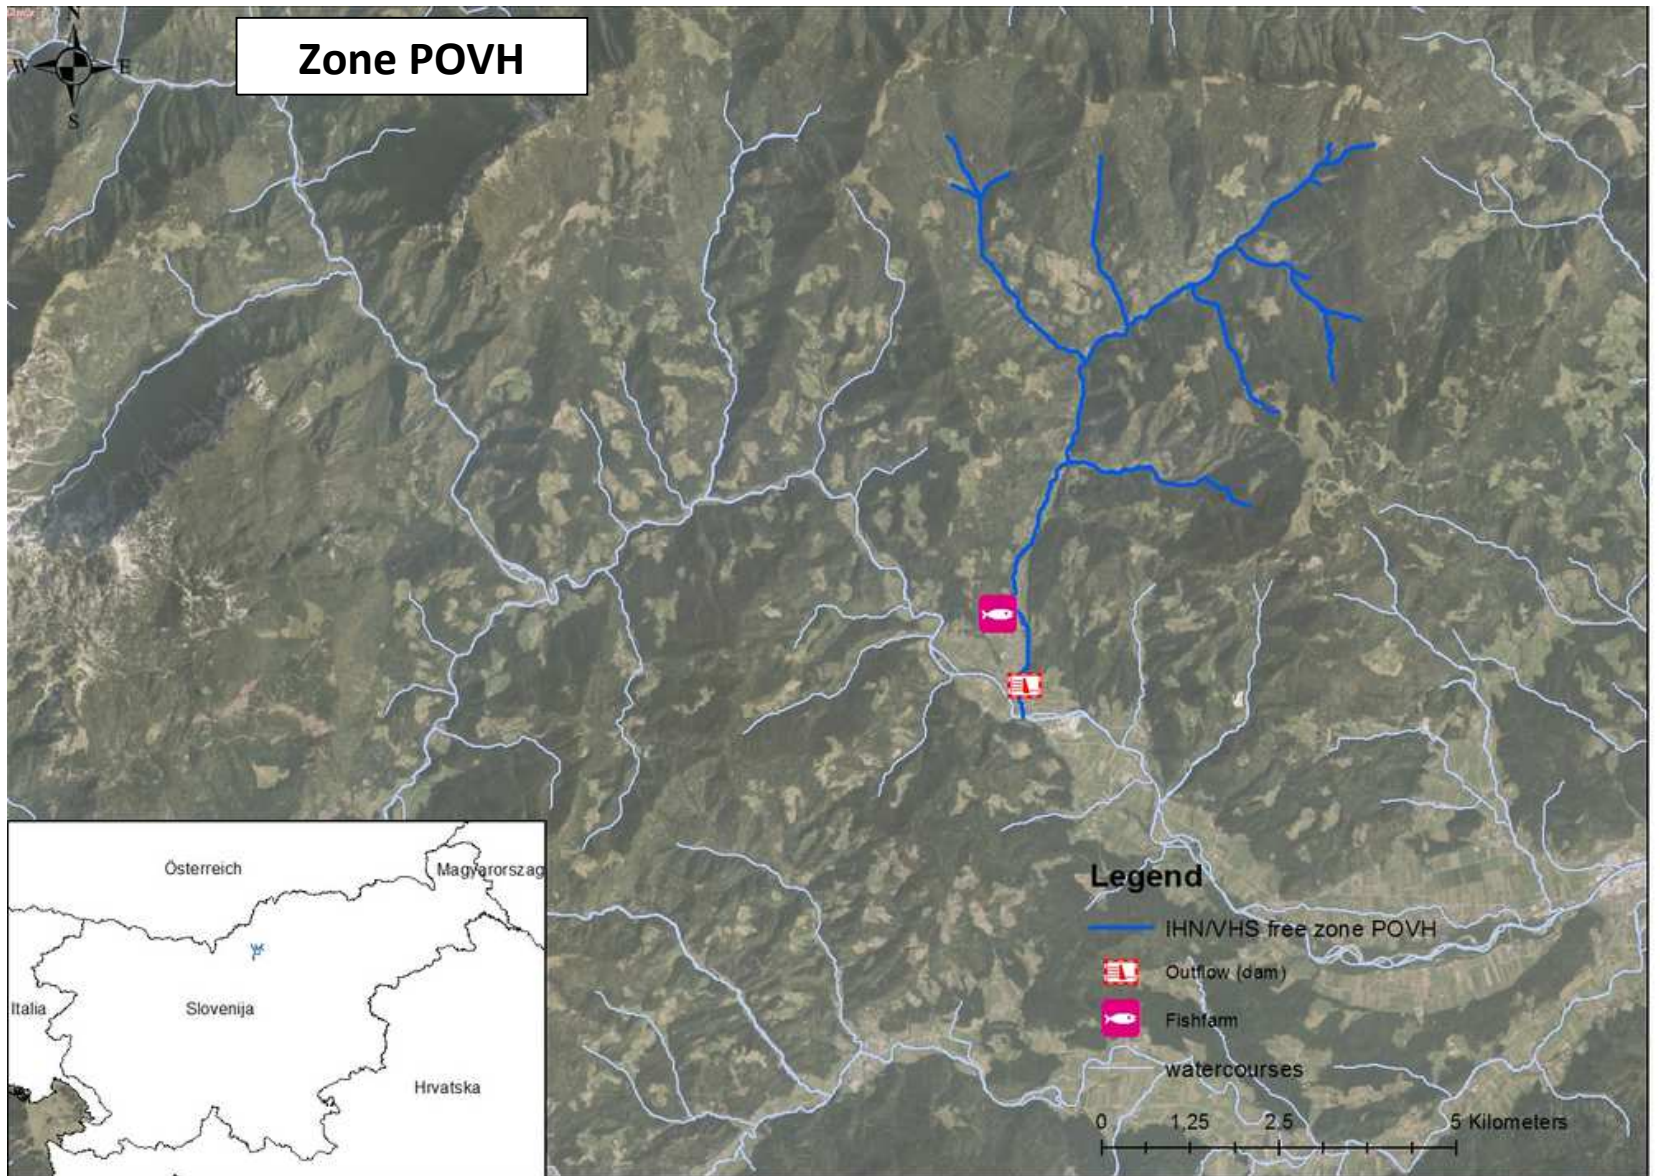 N
Zone POVH
W
E
S
Österreich
Magyarorszag
Italia
Slovenija
Hrvatska
Legend
IHN/VHS free zone POVH
Outflow (dam)
Fishfarm
watercourses
0 1,25 2,5 5 Kilometers